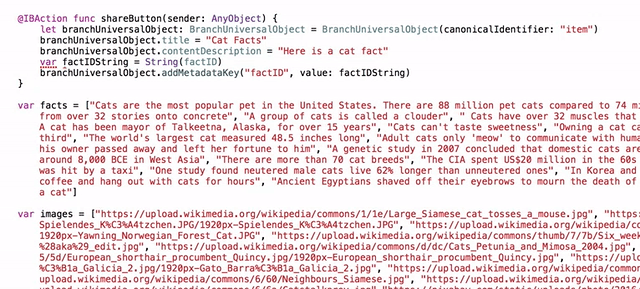 @IBAction func shareButton(sender: AnyObject) {
let branchUniversalObject: BranchUniversalObject = BranchUniversalObject(canonicalIdentifier: "item")
branchUniversalObject.title = "Cat Facts"
branchUniversalObject.contentDescription = "Here is a cat fact"
var factIDString = String(factID)
branchUniversalObject.addMetadataKey("factID", value: factIDString)
}
var facts = ["Cats are the most popular pet in the United States. There are 88 million pet cats compared to 74 mi
from over 32 stories onto concrete", "A group of cats is called a clouder", " Cats have over 32 muscles that
A cat has been mayor of Talkeetna, Alaska, for over 15 years", "Cats can't taste sweetness", "Owning a cat ca
third", "The world's largest cat measured 48.5 inches long", "Adult cats only 'meow' to communicate with huma
his owner passed away and left her fortune to him", "A genetic study in 2007 concluded that domestic cats are
around 8,000 BCE in West Asia", "There are more than 70 cat breeds", "The CIA spent US$20 million in the 60s
was hit by a taxi", "One study found neutered male cats live 62% longer than unneutered ones", "In Korea and
coffee and hang out with cats for hours", "Ancient Egyptians shaved off their eyebrows to mourn the death of
a cat"]
var images = ["https://upload.wikimedia.org/wikipedia/commons/1/1e/Large_Siamese_cat_tosses_a_mouse.jpg", "https:
Spielendes_K%C3%A4tzchen.JPG/1920px-Spielendes_K%C3%A4tzchen.JPG", "https://upload.wikimedia.org/wikipedia/co
1920px-Yawning_Norwegian_Forest_Cat.JPG", "https://upload.wikimedia.org/wikipedia/commons/thumb/7/7b/Six_week
%28aka%29_edit.jpg", "https://upload.wikimedia.org/wikipedia/commons/d/dc/Cats_Petunia_and_Mimosa_2004.jpg",
5/5d/European_shorthair_procumbent_Quincy.jpg/1920px-European_shorthair_procumbent_Quincy.jpg", "https://uplo
%C3%B1a_Galicia_2.jpg/1920px-Gato_Barra%C3%B1a_Galicia_2.jpg", "https://upload.wikimedia.org/wikipedia/common
"https://upload.wikimedia.org/wikipedia/commons/6/60/Neighbours_Siamese.jpg", "https://upload.wikimedia.org/w